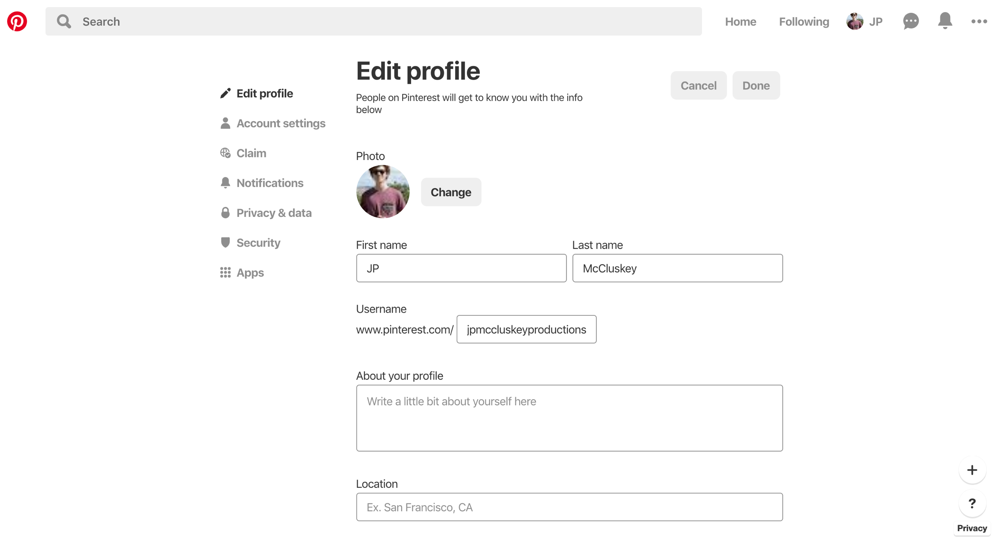 Search
Home
Following
JP
Edit profile
Account settings
Claim
Notifications
Privacy & data
Security
Apps
Edit profile
People on Pinterest will get to know you with the info
below
Cancel
Done
Photo
Change
First name
Last name
JP
McCluskey
Username
www.pinterest.com/
jpmccluskeyproductions
About your profile
Write a little bit about yourself here
Location
Ex. San Francisco, CA
+
?
Privacy